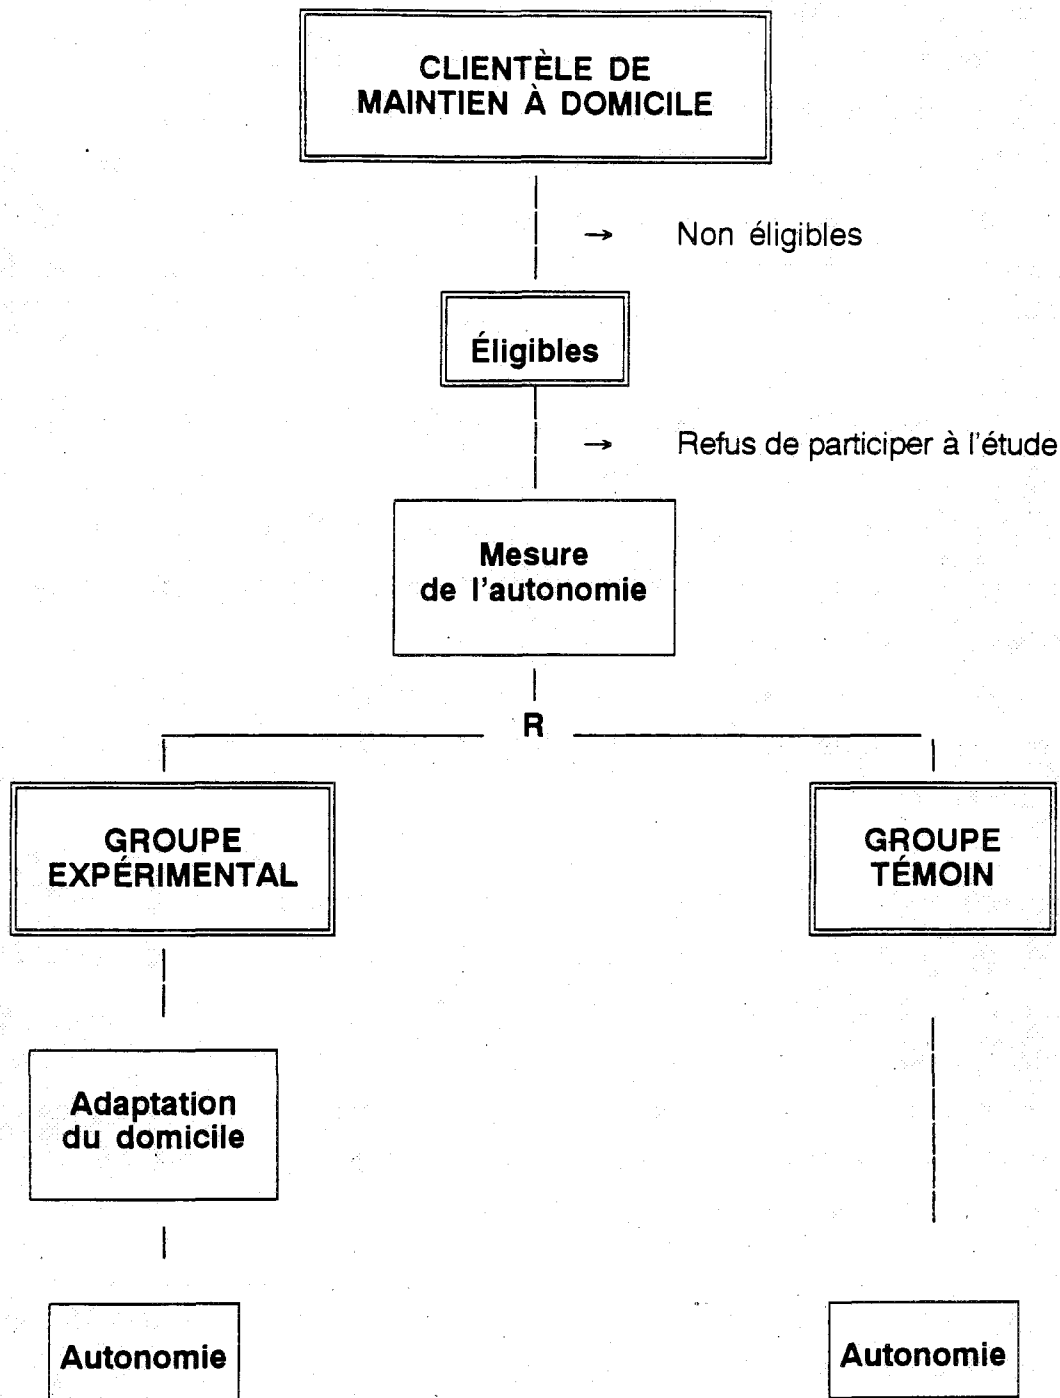 CLIENTÈLE DE
MAINTIEN À DOMICILE
→ Non éligibles
Éligibles
→ Refus de participer à l'étude
Mesure
de l'autonomie
R
GROUPE
EXPÉRIMENTAL
GROUPE
TÉMOIN
Adaptation
du domicile
Autonomie
Autonomie